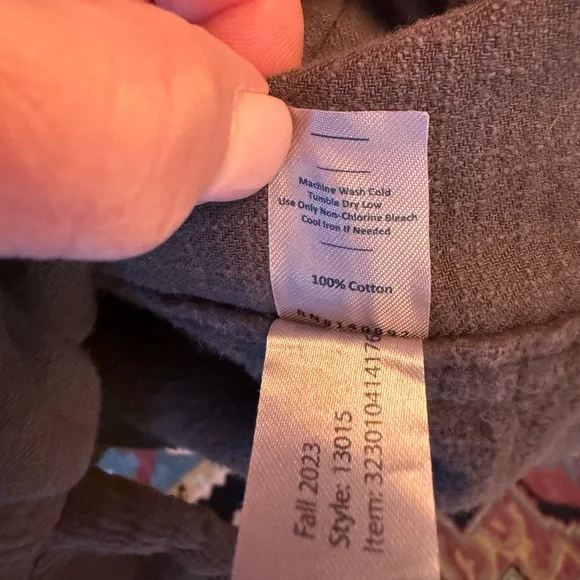 Machine Wash Cold
Tumble Dry Low
Use Only Non-Chlorine Bleach
Cool Iron If Needed
100% Cotton
Fall 2023
Style: 13015